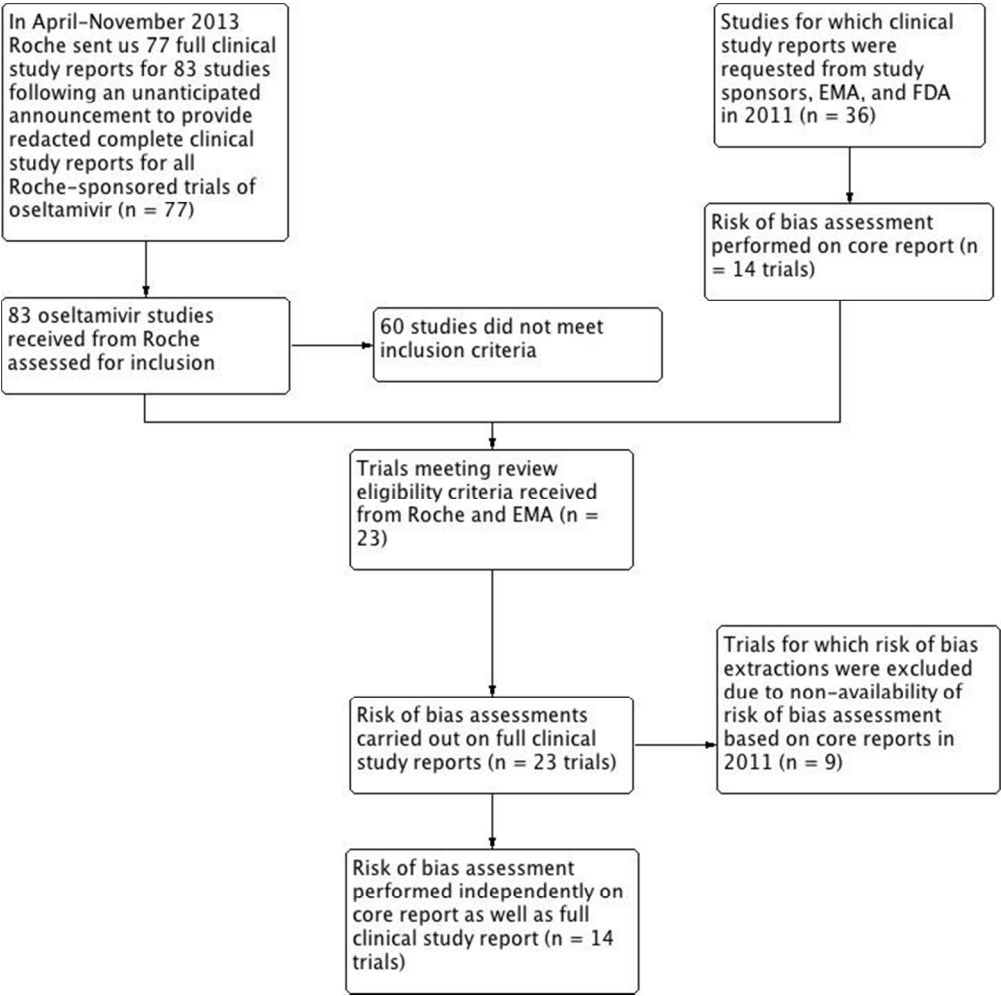 In April–November 2013
Roche sent us 77 full clinical
study reports for 83 studies
following an unanticipated
announcement to provide
redacted complete clinical
study reports for all
Roche–sponsored trials of
oseltamivir (n = 77)
Studies for which clinical
study reports were
requested from study
sponsors, EMA, and FDA
in 2011 (n = 36)
Risk of bias assessment
performed on core report (n
= 14 trials)
83 oseltamivir studies
received from Roche
assessed for inclusion
60 studies did not meet
inclusion criteria
Trials meeting review
eligibility criteria received
from Roche and EMA (n =
23)
Risk of bias assessments
carried out on full clinical
study reports (n = 23 trials)
Trials for which risk of bias
extractions were excluded
due to non–availability of
risk of bias assessment
based on core reports in
2011 (n = 9)
Risk of bias assessment
performed independently on
core report as well as full
clinical study report (n = 14
trials)